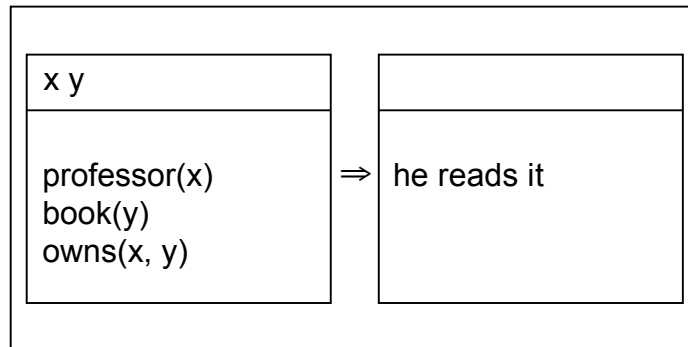 x y
professor(x)
book(y)
owns(x, y)
⇒
he reads it